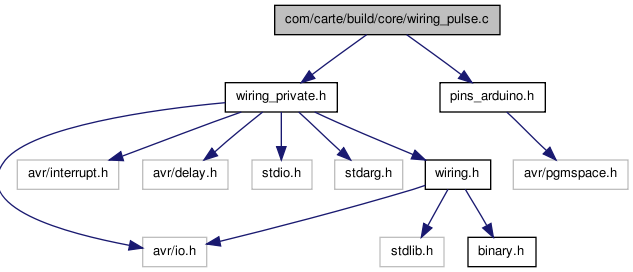 com/carte/build/core/wiring_pulse.c
wiring_private.h
pins_arduino.h
avr/interrupt.h
avr/delay.h
stdio.h
stdarg.h
wiring.h
avr/pgmspace.h
avr/io.h
stdlib.h
binary.h